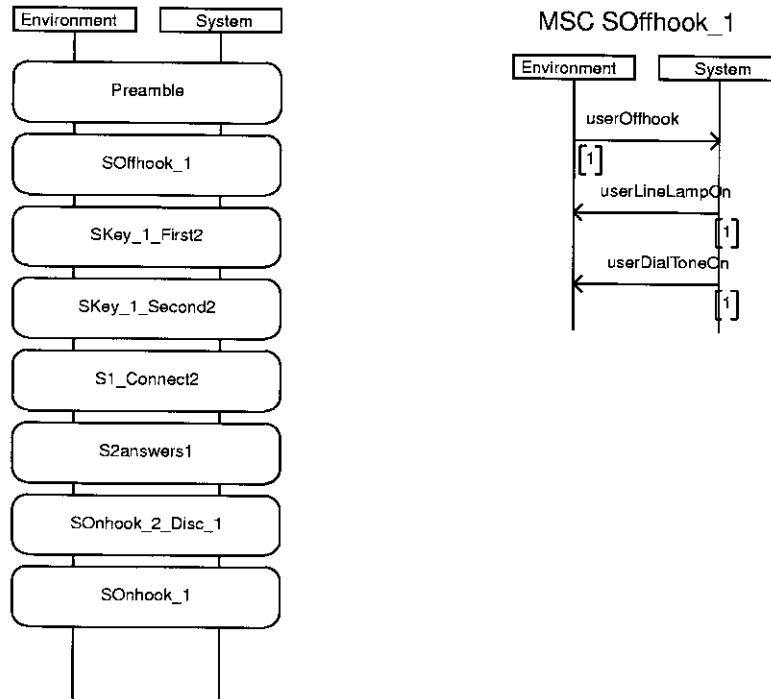 Environment
System
Preamble
SOffhook_1
SKey_1_First2
SKey_1_Second2
S1_Connect2
S2answers1
SOnhook_2_Disc_1
SOnhook_1
MSC SOffhook_1
Environment
System
userOffhook
[1]
userLineLampOn
[1]
userDialToneOn
[1]